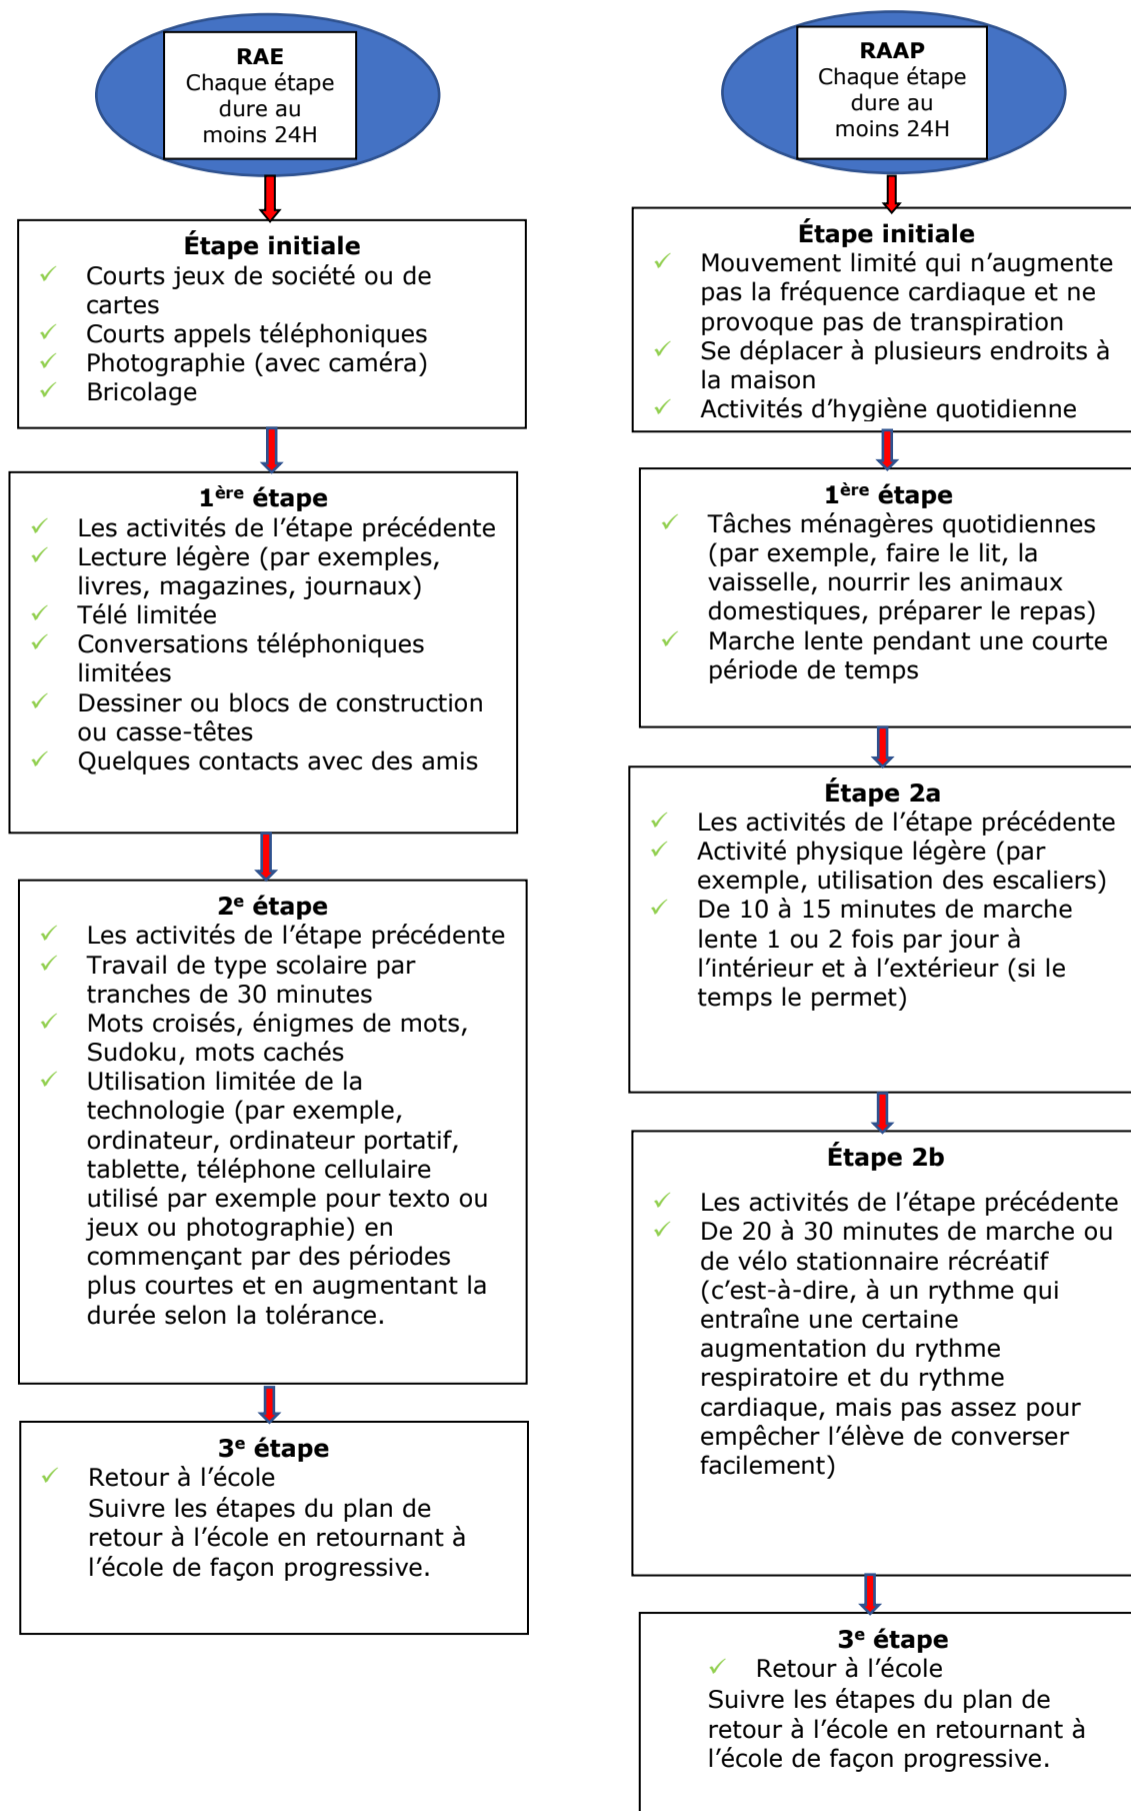 RAE
Chaque étape
dure au
moins 24H
Étape initiale
✓ Courts jeux de société ou de
cartes
✓ Courts appels téléphoniques
✓ Photographie (avec caméra)
✓ Bricolage
1ère étape
✓ Les activités de l’étape précédente
✓ Lecture légère (par exemples,
livres, magazines, journaux)
✓ Télé limitée
✓ Conversations téléphoniques
limitées
✓ Dessiner ou blocs de construction
ou casse-têtes
✓ Quelques contacts avec des amis
2e étape
✓ Les activités de l’étape précédente
✓ Travail de type scolaire par
tranches de 30 minutes
✓ Mots croisés, énigmes de mots,
Sudoku, mots cachés
✓ Utilisation limitée de la
technologie (par exemple,
ordinateur, ordinateur portatif,
tablette, téléphone cellulaire
utilisé par exemple pour texto ou
jeux ou photographie) en
commençant par des périodes
plus courtes et en augmentant la
durée selon la tolérance.
3e étape
✓ Retour à l’école
Suivre les étapes du plan de
retour à l’école en retournant à
l’école de façon progressive.
RAAP
Chaque étape
dure au
moins 24H
Étape initiale
✓ Mouvement limité qui n’augmente
pas la fréquence cardiaque et ne
provoque pas de transpiration
✓ Se déplacer à plusieurs endroits à
la maison
✓ Activités d’hygiène quotidienne
1ère étape
✓ Tâches ménagères quotidiennes
(par exemple, faire le lit, la
vaisselle, nourrir les animaux
domestiques, préparer le repas)
✓ Marche lente pendant une courte
période de temps
Étape 2a
✓ Les activités de l’étape précédente
✓ Activité physique légère (par
exemple, utilisation des escaliers)
✓ De 10 à 15 minutes de marche
lente 1 ou 2 fois par jour à
l’intérieur et à l’extérieur (si le
temps le permet)
Étape 2b
✓ Les activités de l’étape précédente
✓ De 20 à 30 minutes de marche ou
de vélo stationnaire récréatif
(c’est-à-dire, à un rythme qui
entraîne une certaine
augmentation du rythme
respiratoire et du rythme
cardiaque, mais pas assez pour
empêcher l’élève de converser
facilement)
3e étape
✓ Retour à l’école
Suivre les étapes du plan de
retour à l’école en retournant à
l’école de façon progressive.